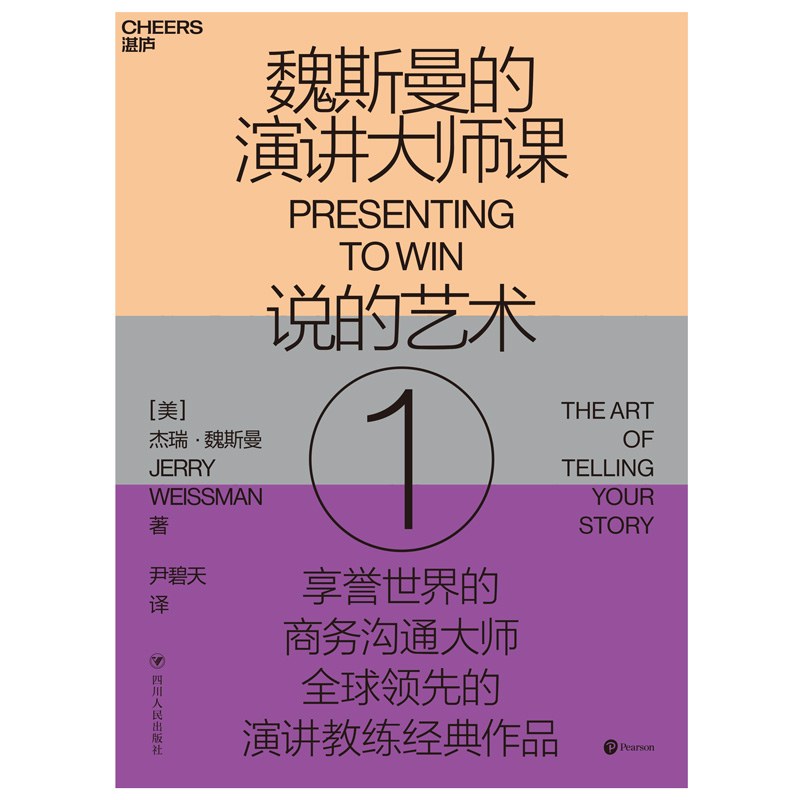 CHEERS
湛庐
魏斯曼的
演讲大师课
PRESENTING
TO WIN
说的艺术
1
[美]
杰瑞·魏斯曼
JERRY
WEISSMAN
著
尹碧天
译
THE ART
OF
TELLING
YOUR
STORY
享誉世界的
商务沟通大师
全球领先的
演讲教练经典作品
四川人民出版社
P Pearson